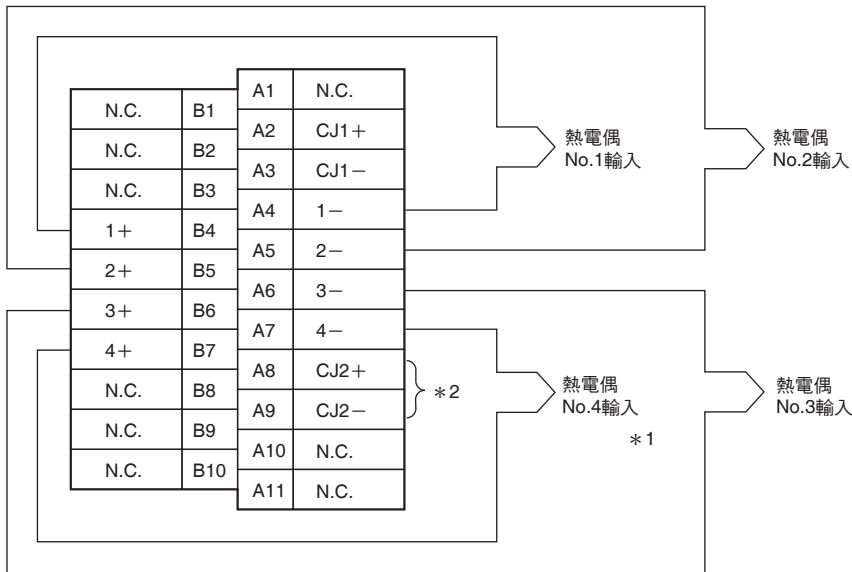 N.C. B1
N.C. B2
N.C. B3
1+ B4
2+ B5
3+ B6
4+ B7
N.C. B8
N.C. B9
N.C. B10
A1 N.C.
A2 CJ1+
A3 CJ1−
A4 1−
A5 2−
A6 3−
A7 4−
A8 CJ2+
A9 CJ2−
A10 N.C.
A11 N.C.
*2
熱電偶
No.1輸入
熱電偶
No.2輸入
熱電偶
No.4輸入
*1
熱電偶
No.3輸入